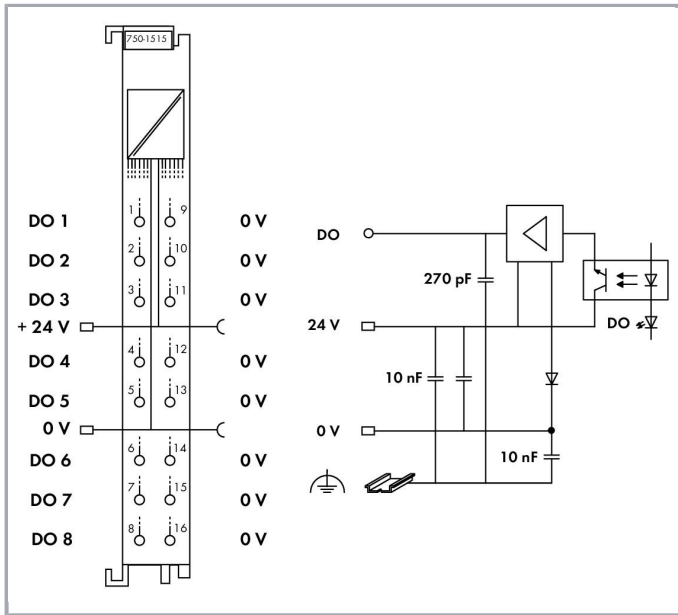 750-1515
DO 1 1 9 0 V
DO 2 2 10 0 V
DO 3 3 11 0 V
+ 24 V
DO 4 4 12 0 V
DO 5 5 13 0 V
0 V
DO 6 6 14 0 V
DO 7 7 15 0 V
DO 8 8 16 0 V
DO
270 pF
24 V
DO
10 nF
0 V
10 nF